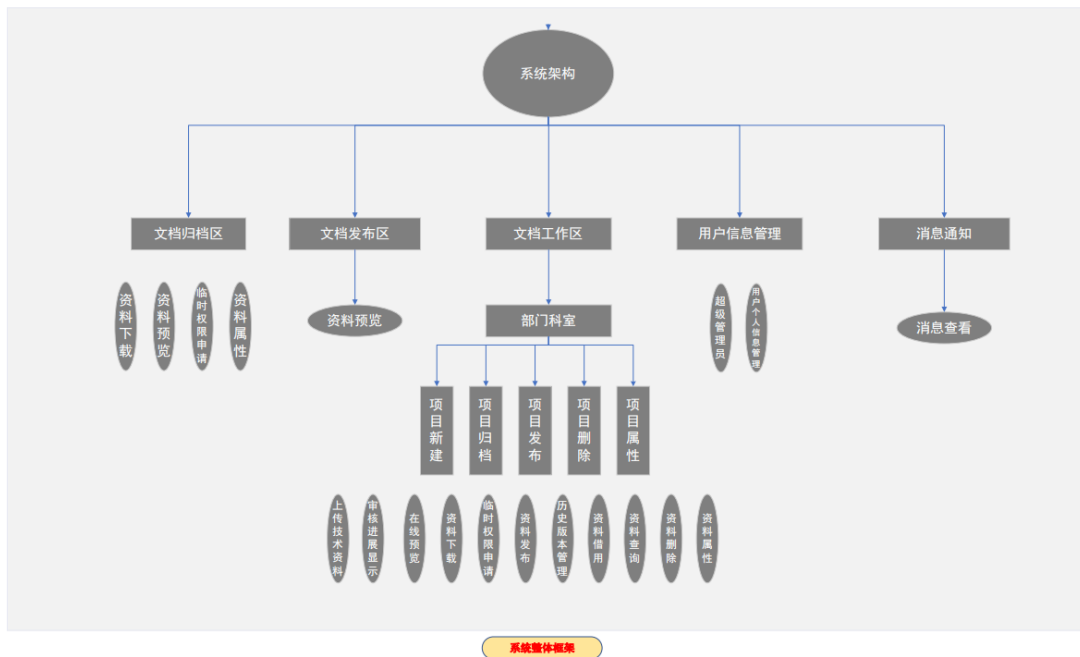 系统架构
文档归档区
文档发布区
文档工作区
用户信息管理
消息通知
资料下载
资料预览
临时权限申请
资料属性
资料预览
部门科室
超级管理员
用户个人信息管理
消息查看
项目新建
项目归档
项目发布
项目删除
项目属性
上传技术资料
审核进展显示
在线预览
资料下载
临时权限申请
资料发布
历史版本管理
资料借用
资料查询
资料删除
资料属性
系统整体框架